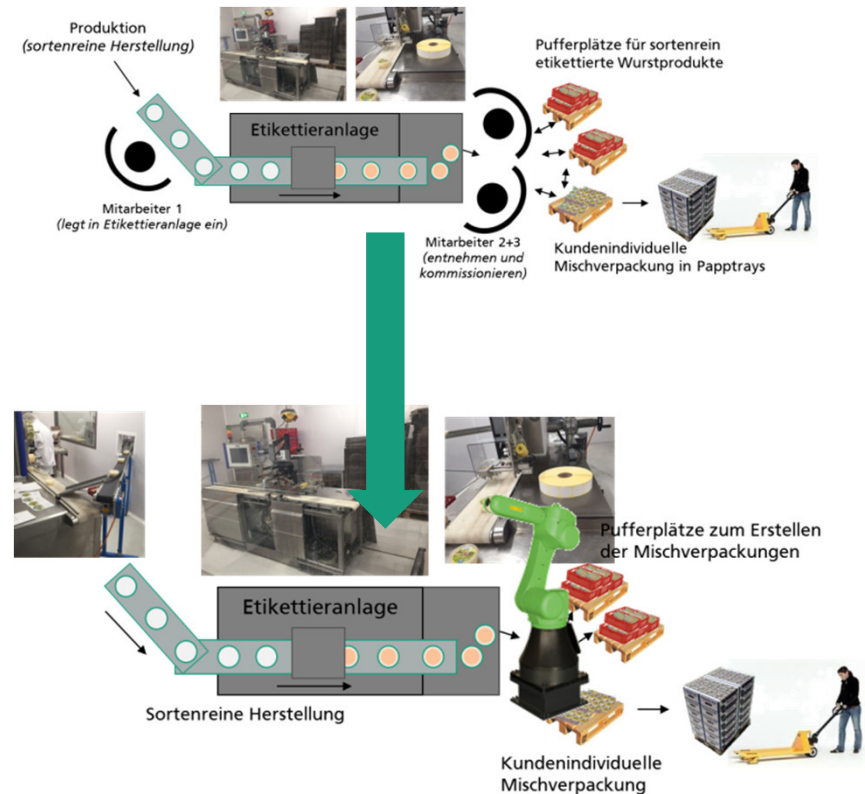 Produktion
(sortenreine Herstellung)
Pufferplätze für sortenrein
etikettierte Wurstprodukte
Etikettieranlage
Mitarbeiter 1
(legt in Etikettieranlage ein)
Mitarbeiter 2+3
(entnehmen und
kommissionieren)
Kundenindividuelle
Mischverpackung in Papptrays
Pufferplätze zum Erstellen
der Mischverpackungen
Etikettieranlage
Sortenreine Herstellung
Kundenindividuelle
Mischverpackung